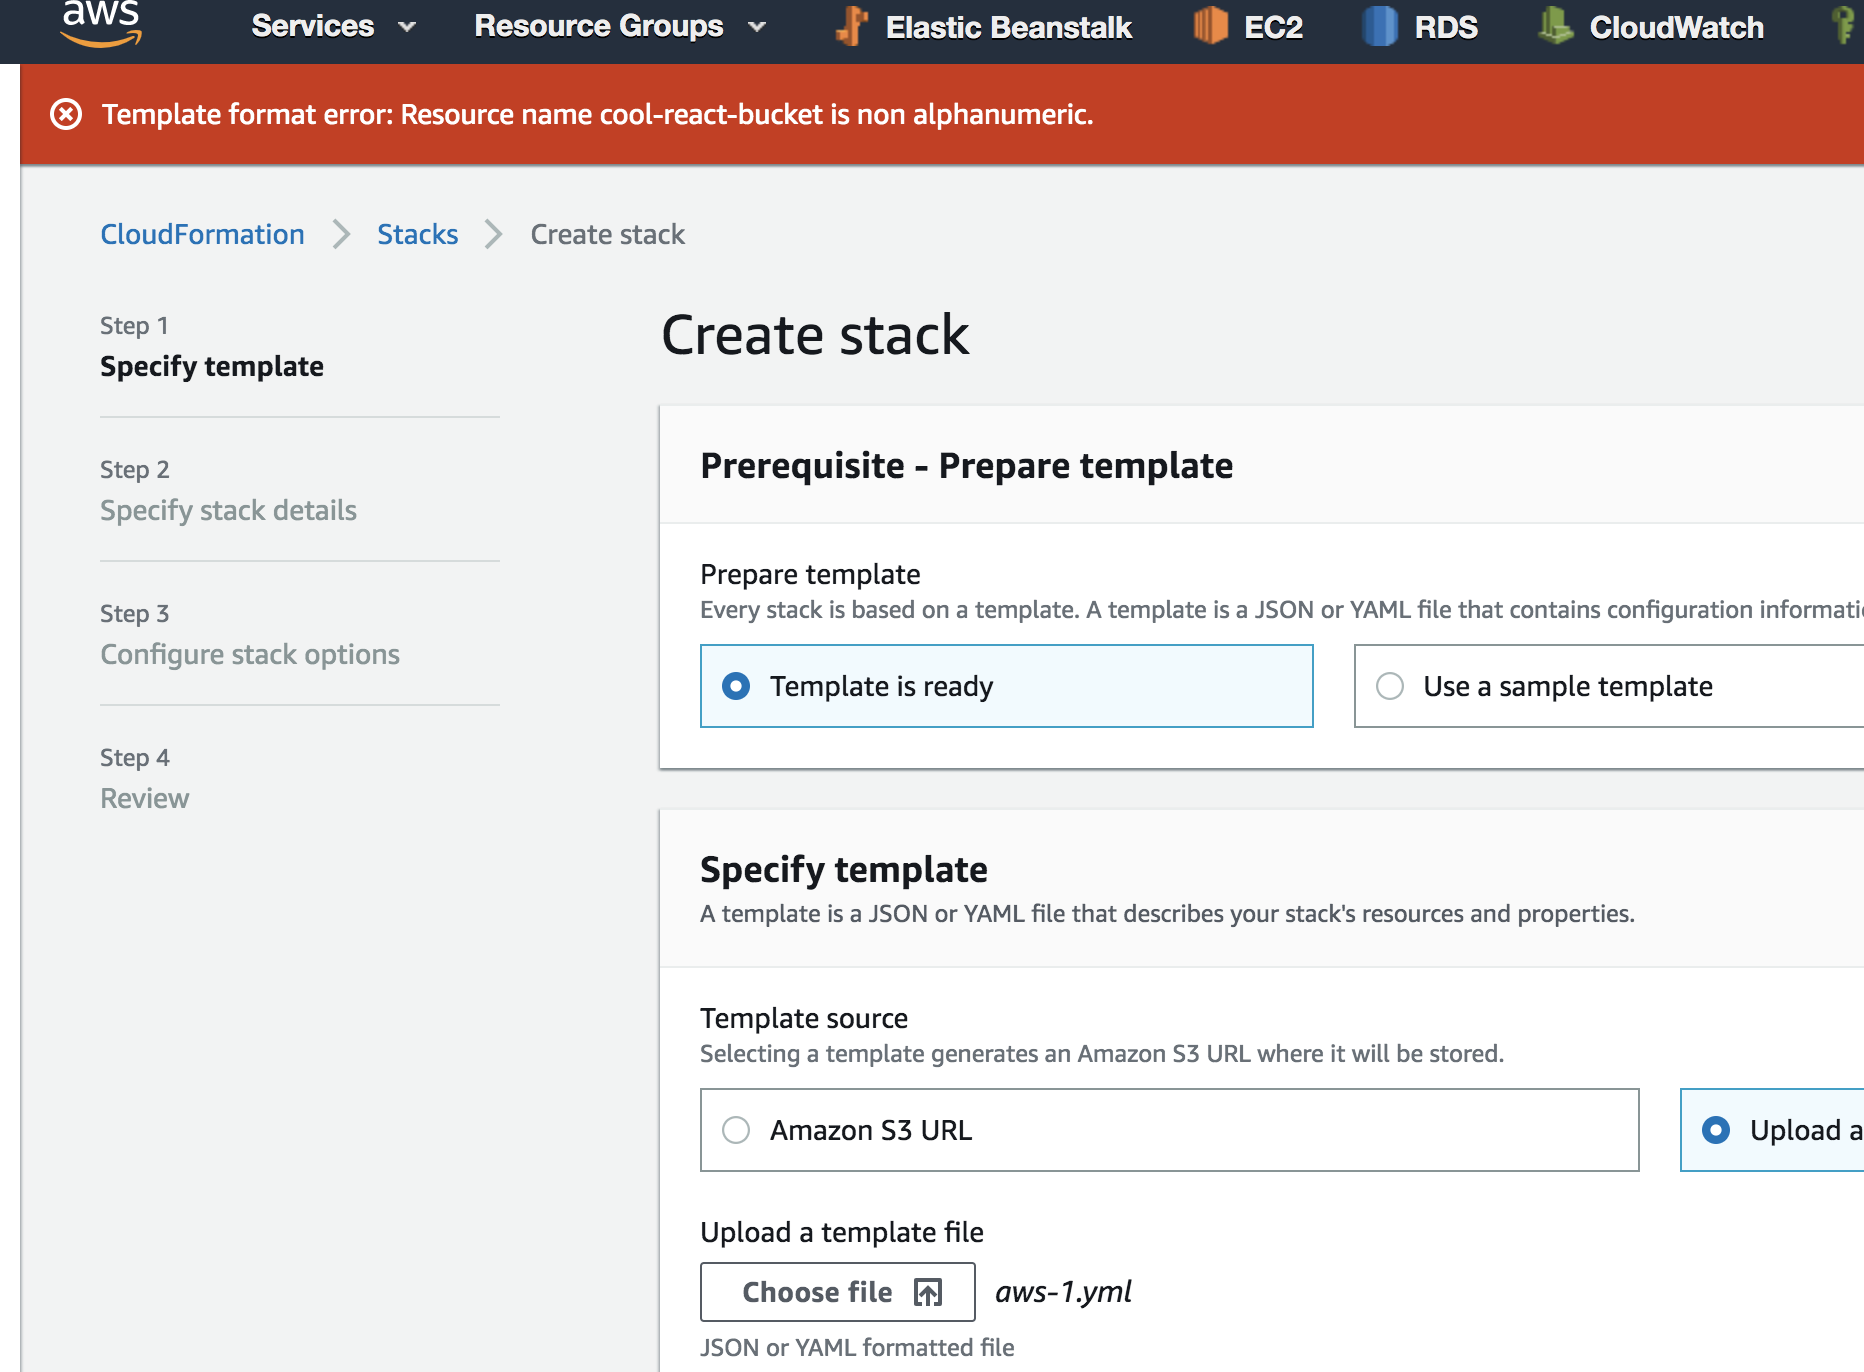 aws Services Resource Groups Elastic Beanstalk EC2 RDS CloudWatch
Template format error: Resource name cool-react-bucket is non alphanumeric.
CloudFormation Stacks Create stack
Step 1
Specify template
Step 2
Specify stack details
Step 3
Configure stack options
Step 4
Review
Create stack
Prerequisite - Prepare template
Prepare template
Every stack is based on a template. A template is a JSON or YAML file that contains configuration informati
Template is ready
Use a sample template
Specify template
A template is a JSON or YAML file that describes your stack's resources and properties.
Template source
Selecting a template generates an Amazon S3 URL where it will be stored.
Amazon S3 URL
Upload a
Upload a template file
Choose file aws-1.yml
JSON or YAML formatted file